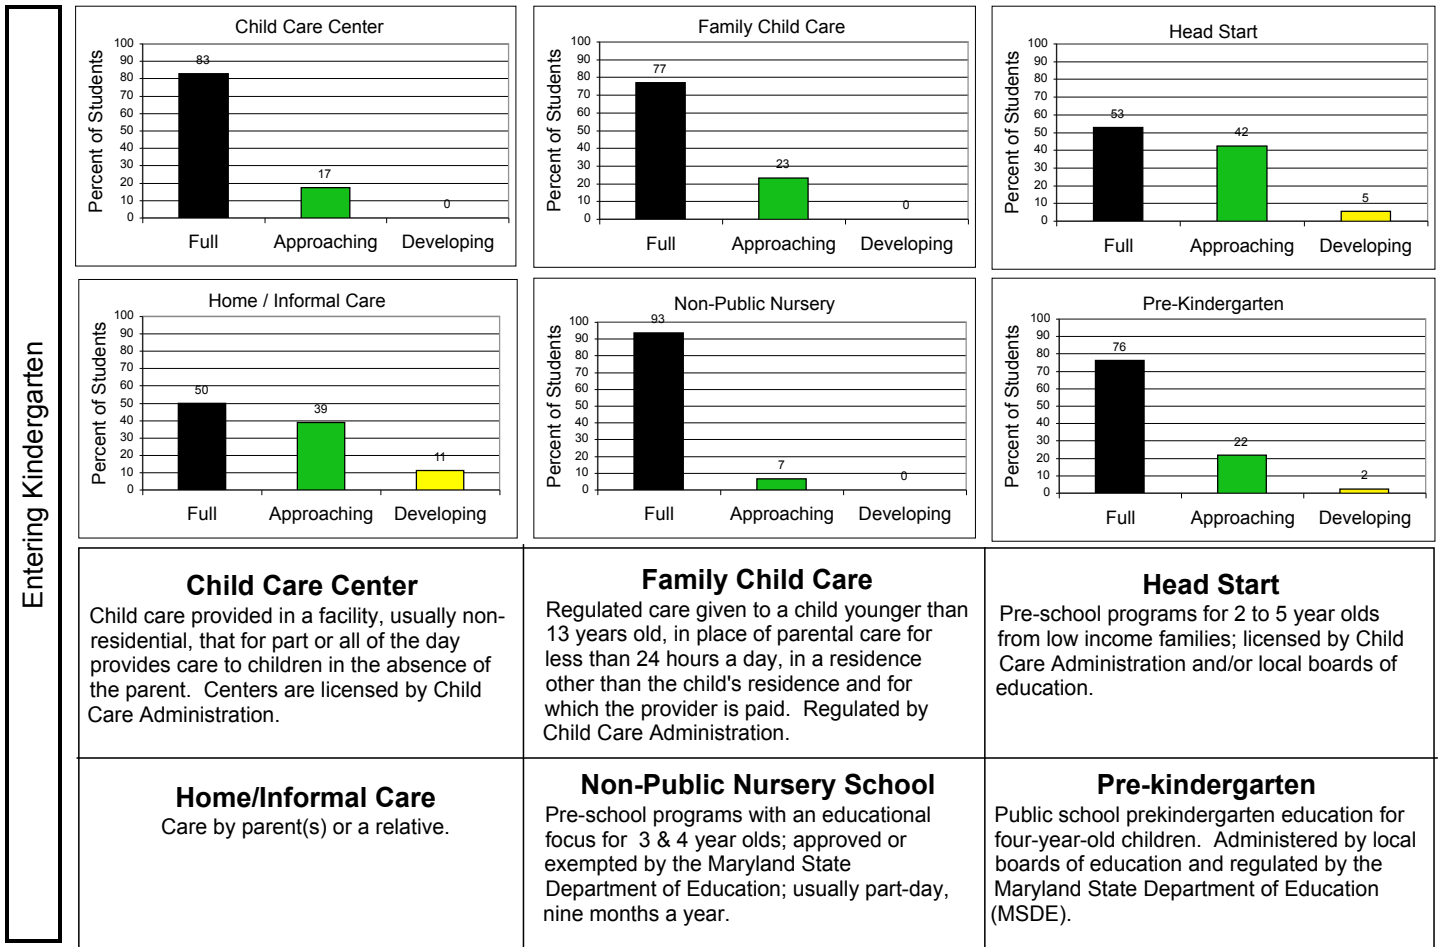 Entering Kindergarten
Child Care Center
Percent of Students
100
90
80
70
60
50
40
30
20
10
0
83
17
0
Full Approaching Developing
Family Child Care
Percent of Students
100
90
80
70
60
50
40
30
20
10
0
77
23
0
Full Approaching Developing
Head Start
Percent of Students
100
90
80
70
60
50
40
30
20
10
0
53
42
5
Full Approaching Developing
Home / Informal Care
Percent of Students
100
90
80
70
60
50
40
30
20
10
0
50
39
11
Full Approaching Developing
Non-Public Nursery
Percent of Students
100
90
80
70
60
50
40
30
20
10
0
93
7
0
Full Approaching Developing
Pre-Kindergarten
Percent of Students
100
90
80
70
60
50
40
30
20
10
0
76
22
2
Full Approaching Developing
Child Care Center
Child care provided in a facility, usually non-
residential, that for part or all of the day
provides care to children in the absence of
the parent. Centers are licensed by Child
Care Administration.
Family Child Care
Regulated care given to a child younger than
13 years old, in place of parental care for
less than 24 hours a day, in a residence
other than the child's residence and for
which the provider is paid. Regulated by
Child Care Administration.
Head Start
Pre-school programs for 2 to 5 year olds
from low income families; licensed by Child
Care Administration and/or local boards of
education.
Home/Informal Care
Care by parent(s) or a relative.
Non-Public Nursery School
Pre-school programs with an educational
focus for 3 & 4 year olds; approved or
exempted by the Maryland State
Department of Education; usually part-day,
nine months a year.
Pre-kindergarten
Public school prekindergarten education for
four-year-old children. Administered by local
boards of education and regulated by the
Maryland State Department of Education
(MSDE).